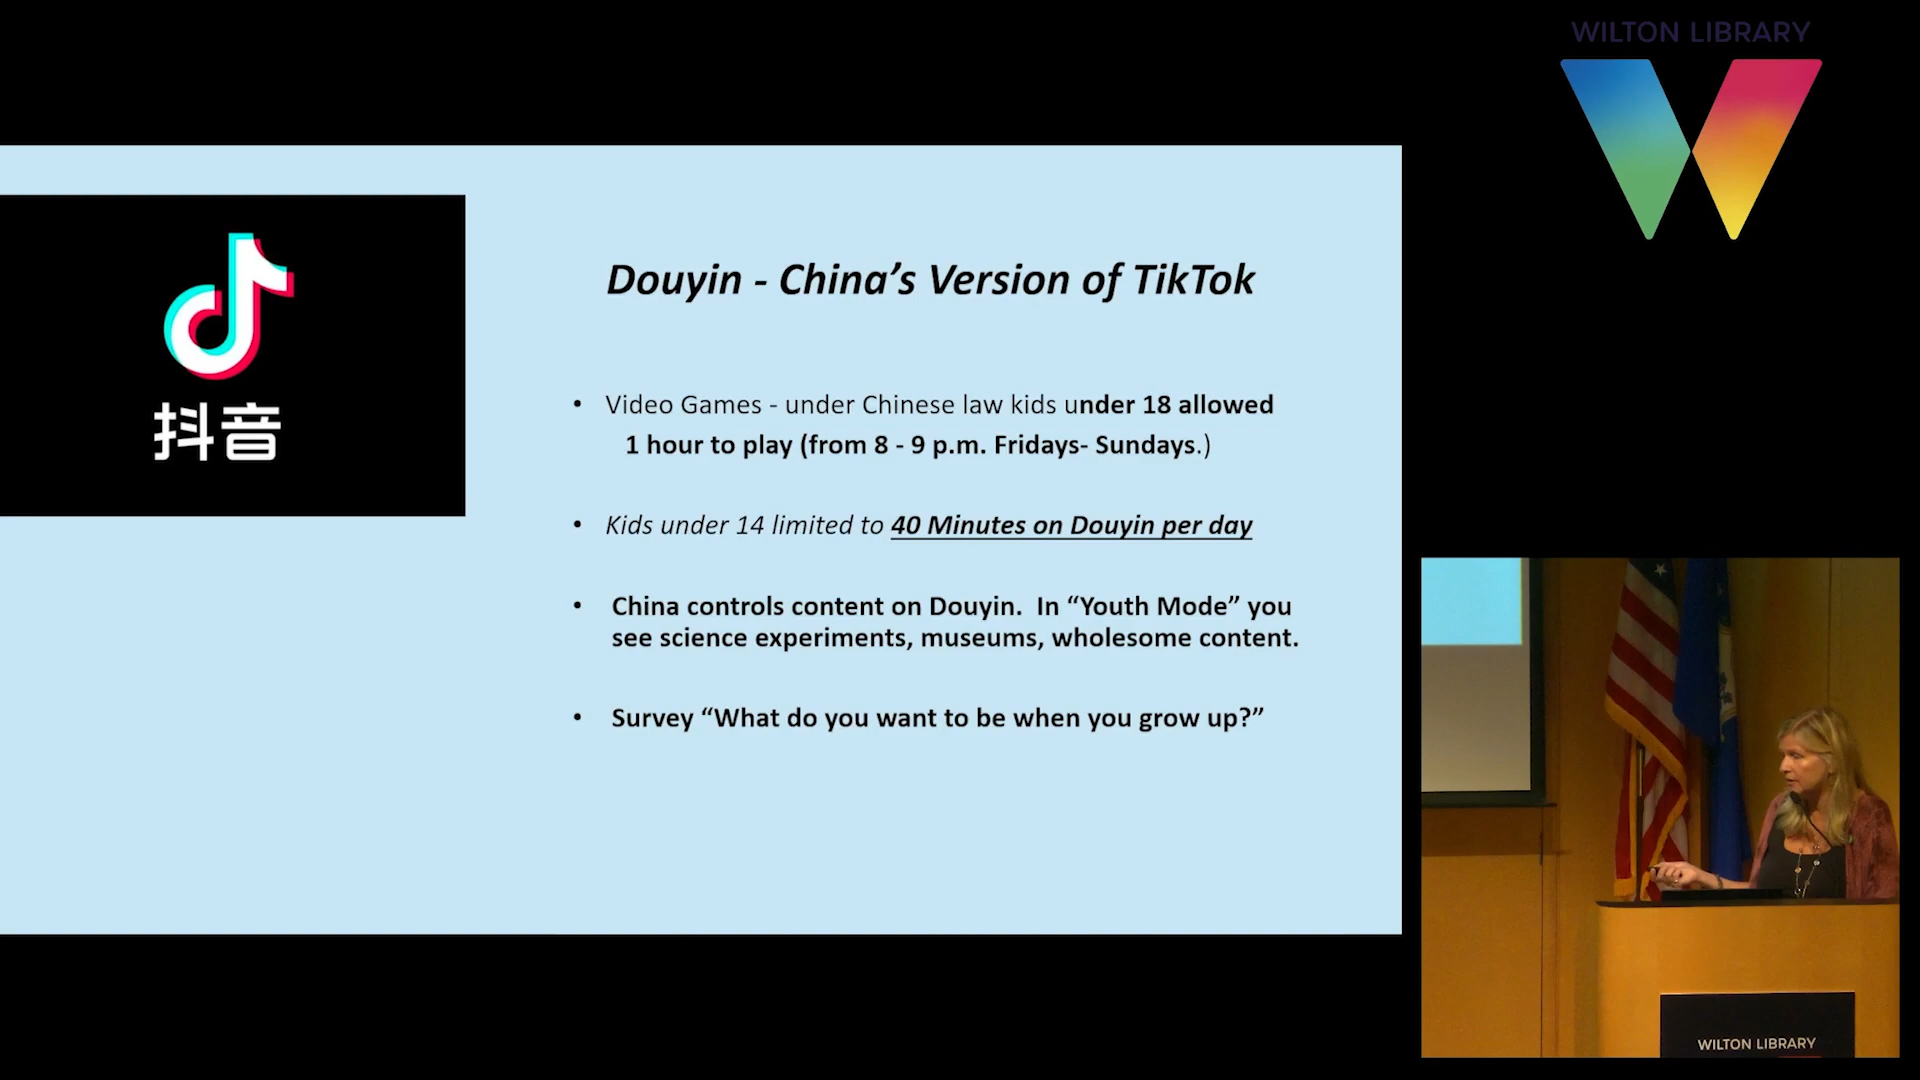 WILTON LIBRARY
抖音
Douyin - China’s Version of TikTok
• Video Games - under Chinese law kids under 18 allowed
1 hour to play (from 8 - 9 p.m. Fridays- Sundays.)
• Kids under 14 limited to 40 Minutes on Douyin per day
• China controls content on Douyin. In “Youth Mode” you
see science experiments, museums, wholesome content.
• Survey “What do you want to be when you grow up?”
WILTON LIBRARY